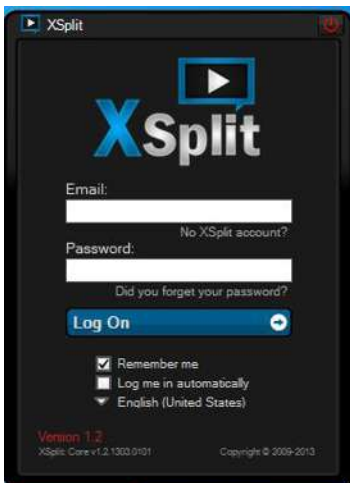 XSplit
XSplit
Email:
No XSplit account?
Password:
Did you forget your password?
Log On
Remember me
Log me in automatically
English (United States)
Version 1.2
XSplit Core v1.2.1303.0101
Copyright © 2009-2013